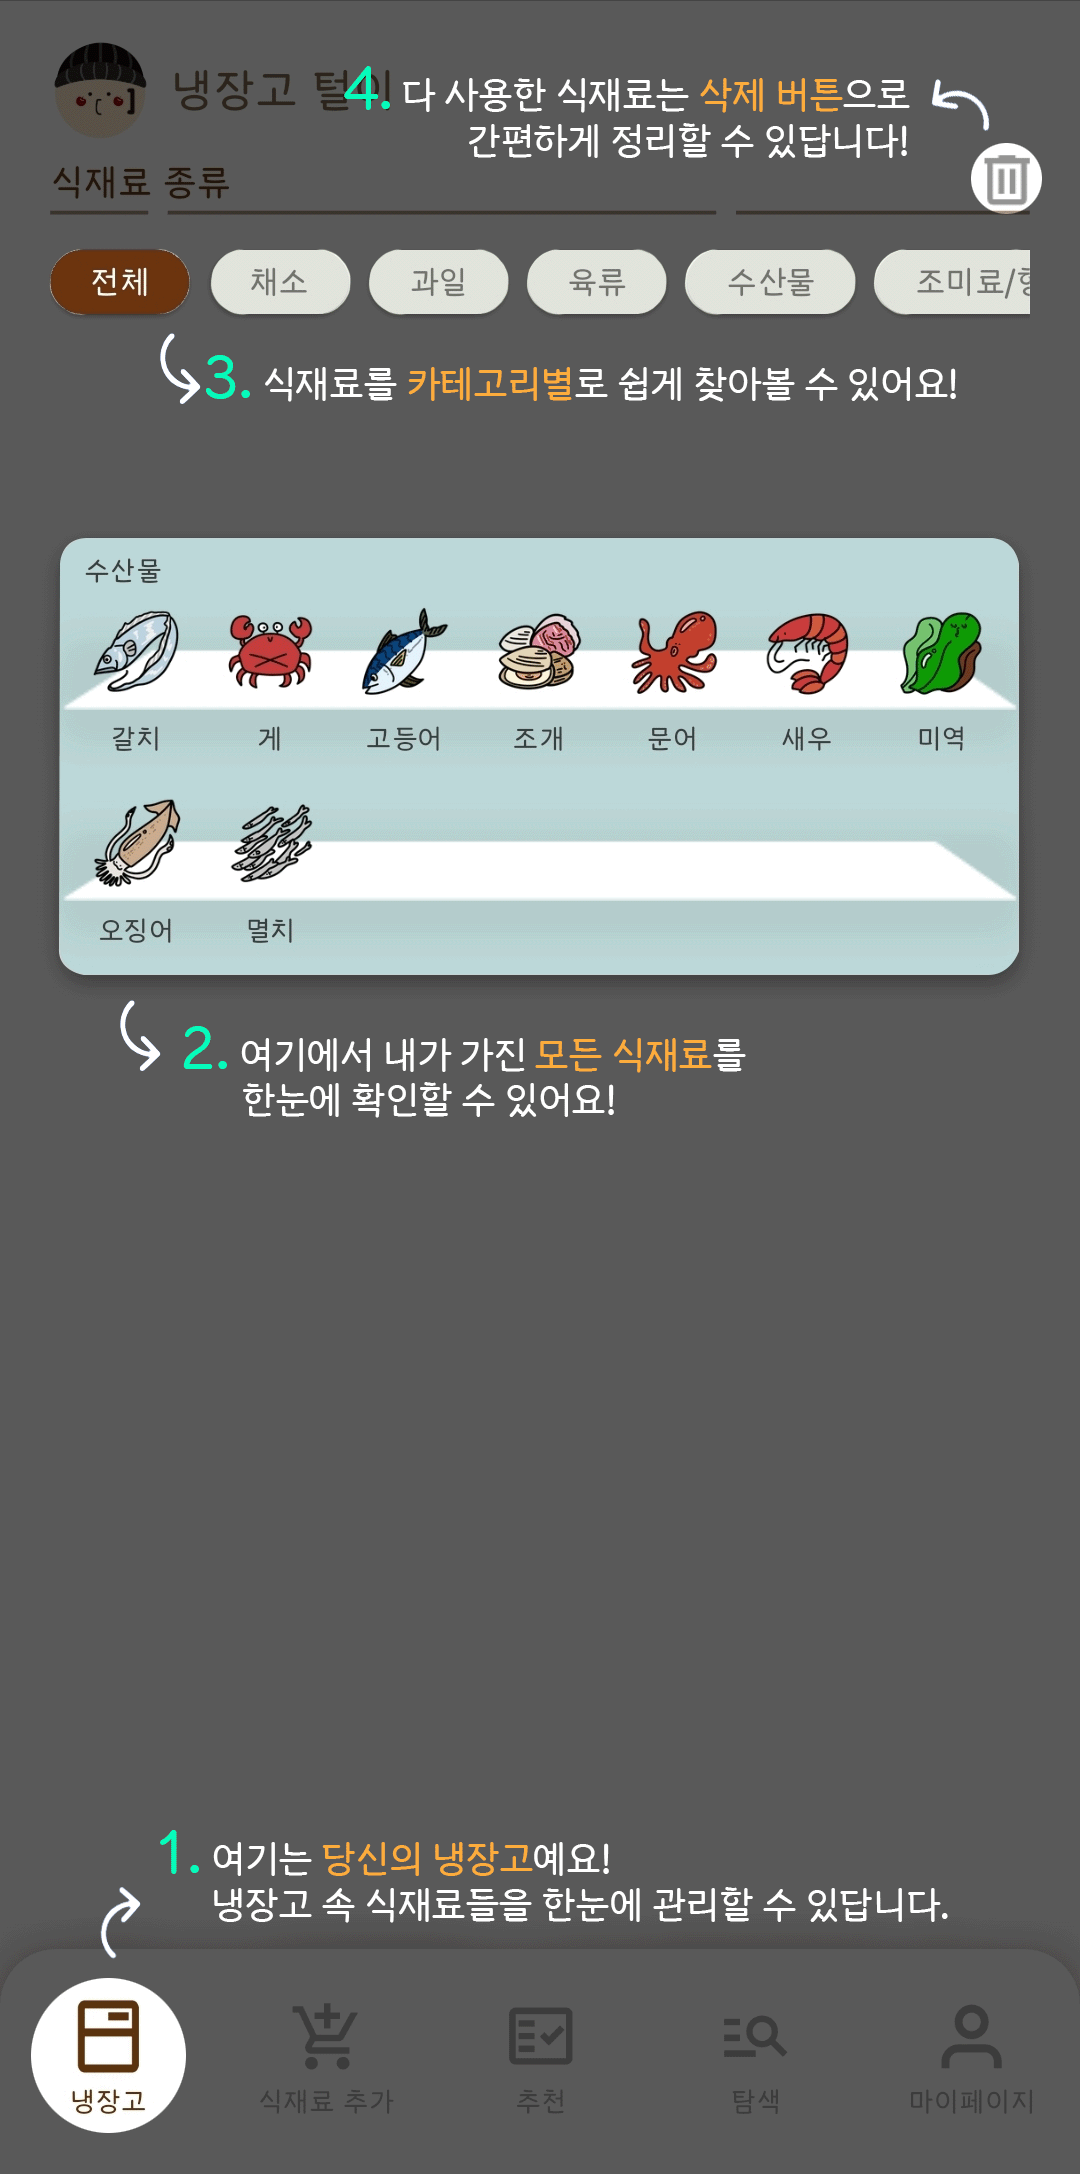 냉장고 털이
4. 다 사용한 식재료는 삭제 버튼으로
간편하게 정리할 수 있답니다!
식재료 종류
전체 채소 과일 육류 수산물 조미료/향
3. 식재료를 카테고리별로 쉽게 찾아볼 수 있어요!
수산물
갈치 게 고등어 조개 문어 새우 미역
오징어 멸치
2. 여기에서 내가 가진 모든 식재료를
한눈에 확인할 수 있어요!
1. 여기는 당신의 냉장고예요!
냉장고 속 식재료들을 한눈에 관리할 수 있답니다.
냉장고 식재료 추가 추천 탐색 마이페이지